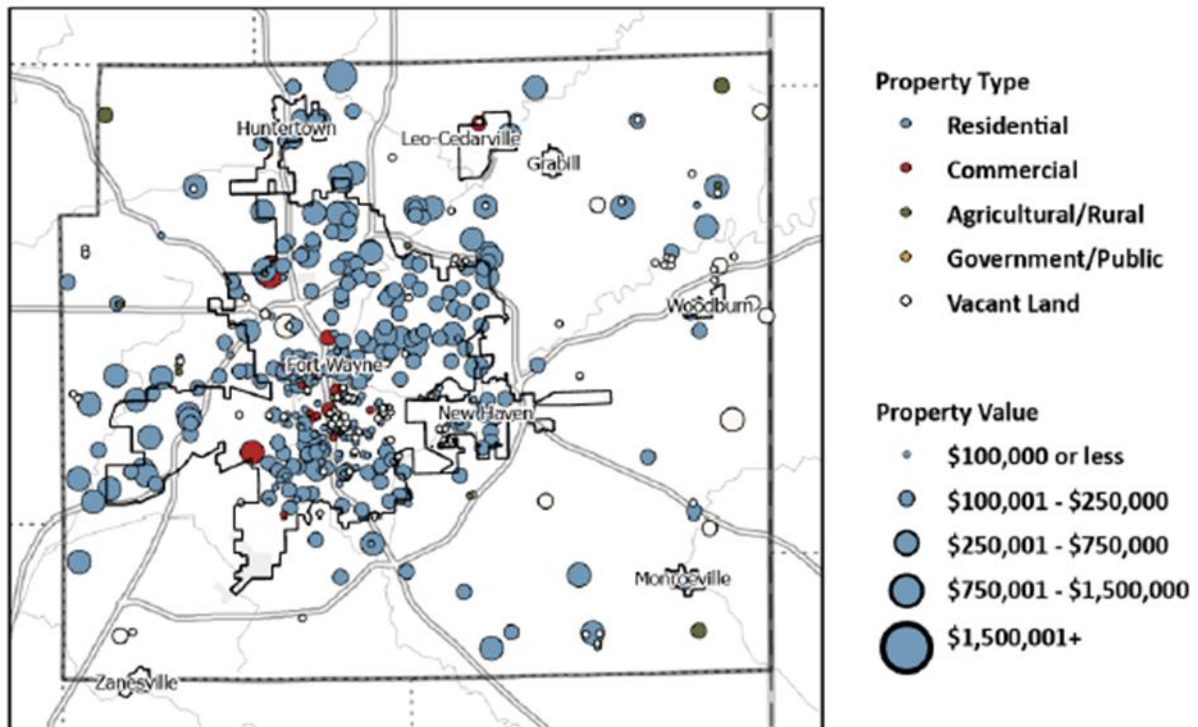 Huntertown
Leo-Cedarville
Grabill
Woodburn
Fort Wayne
New Haven
Monroeville
Zanesville
Property Type
Residential
Commercial
Agricultural/Rural
Government/Public
Vacant Land
Property Value
$100,000 or less
$100,001 - $250,000
$250,001 - $750,000
$750,001 - $1,500,000
$1,500,001+